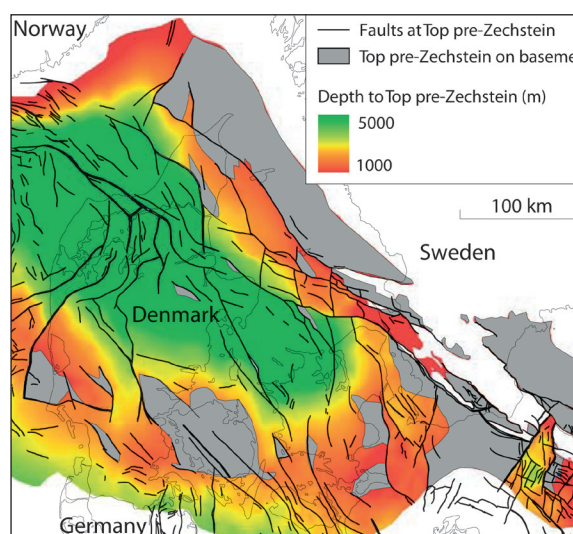 Norway
Faults at Top pre-Zechstein
Top pre-Zechstein on baseme
Depth to Top pre-Zechstein (m)
5000
1000
100 km
Sweden
Denmark
Germany